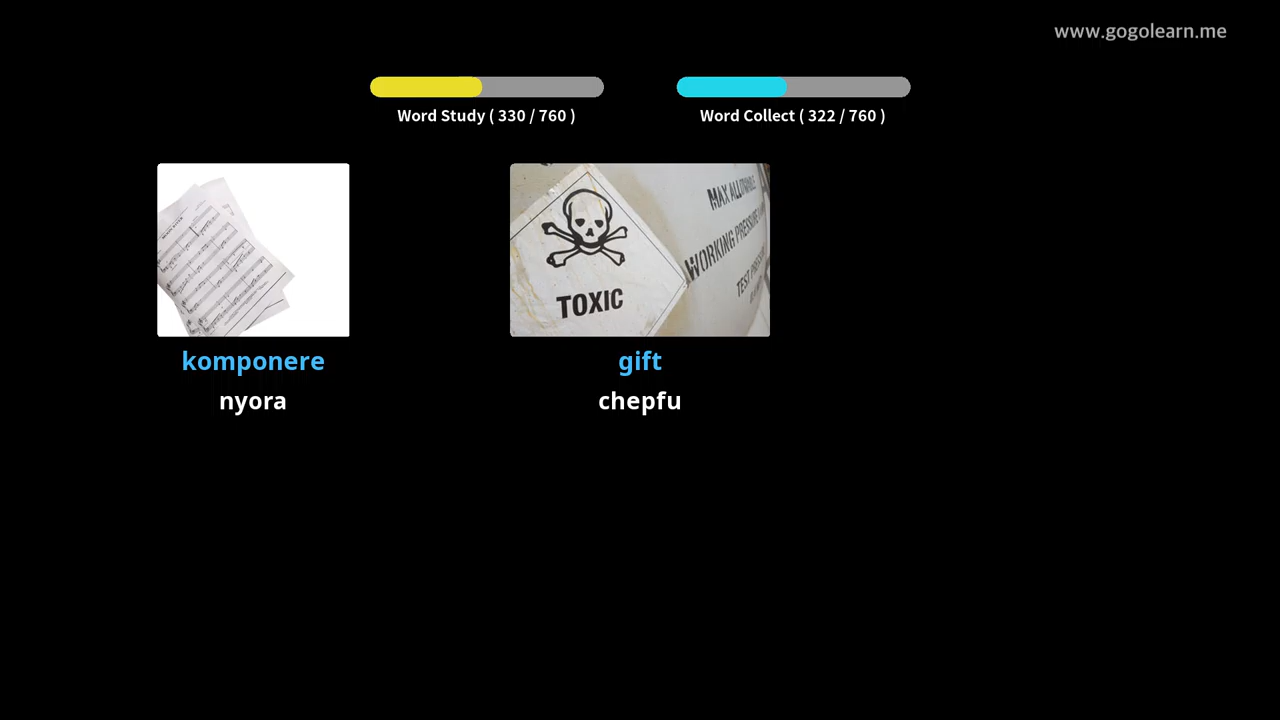 www.gogolearn.me
Word Study ( 330 / 760 )
Word Collect ( 322 / 760 )
MAX ALLOWABLE
WORKING PRESSURE
TEST
TOXIC
komponere
gift
nyora
chepfu